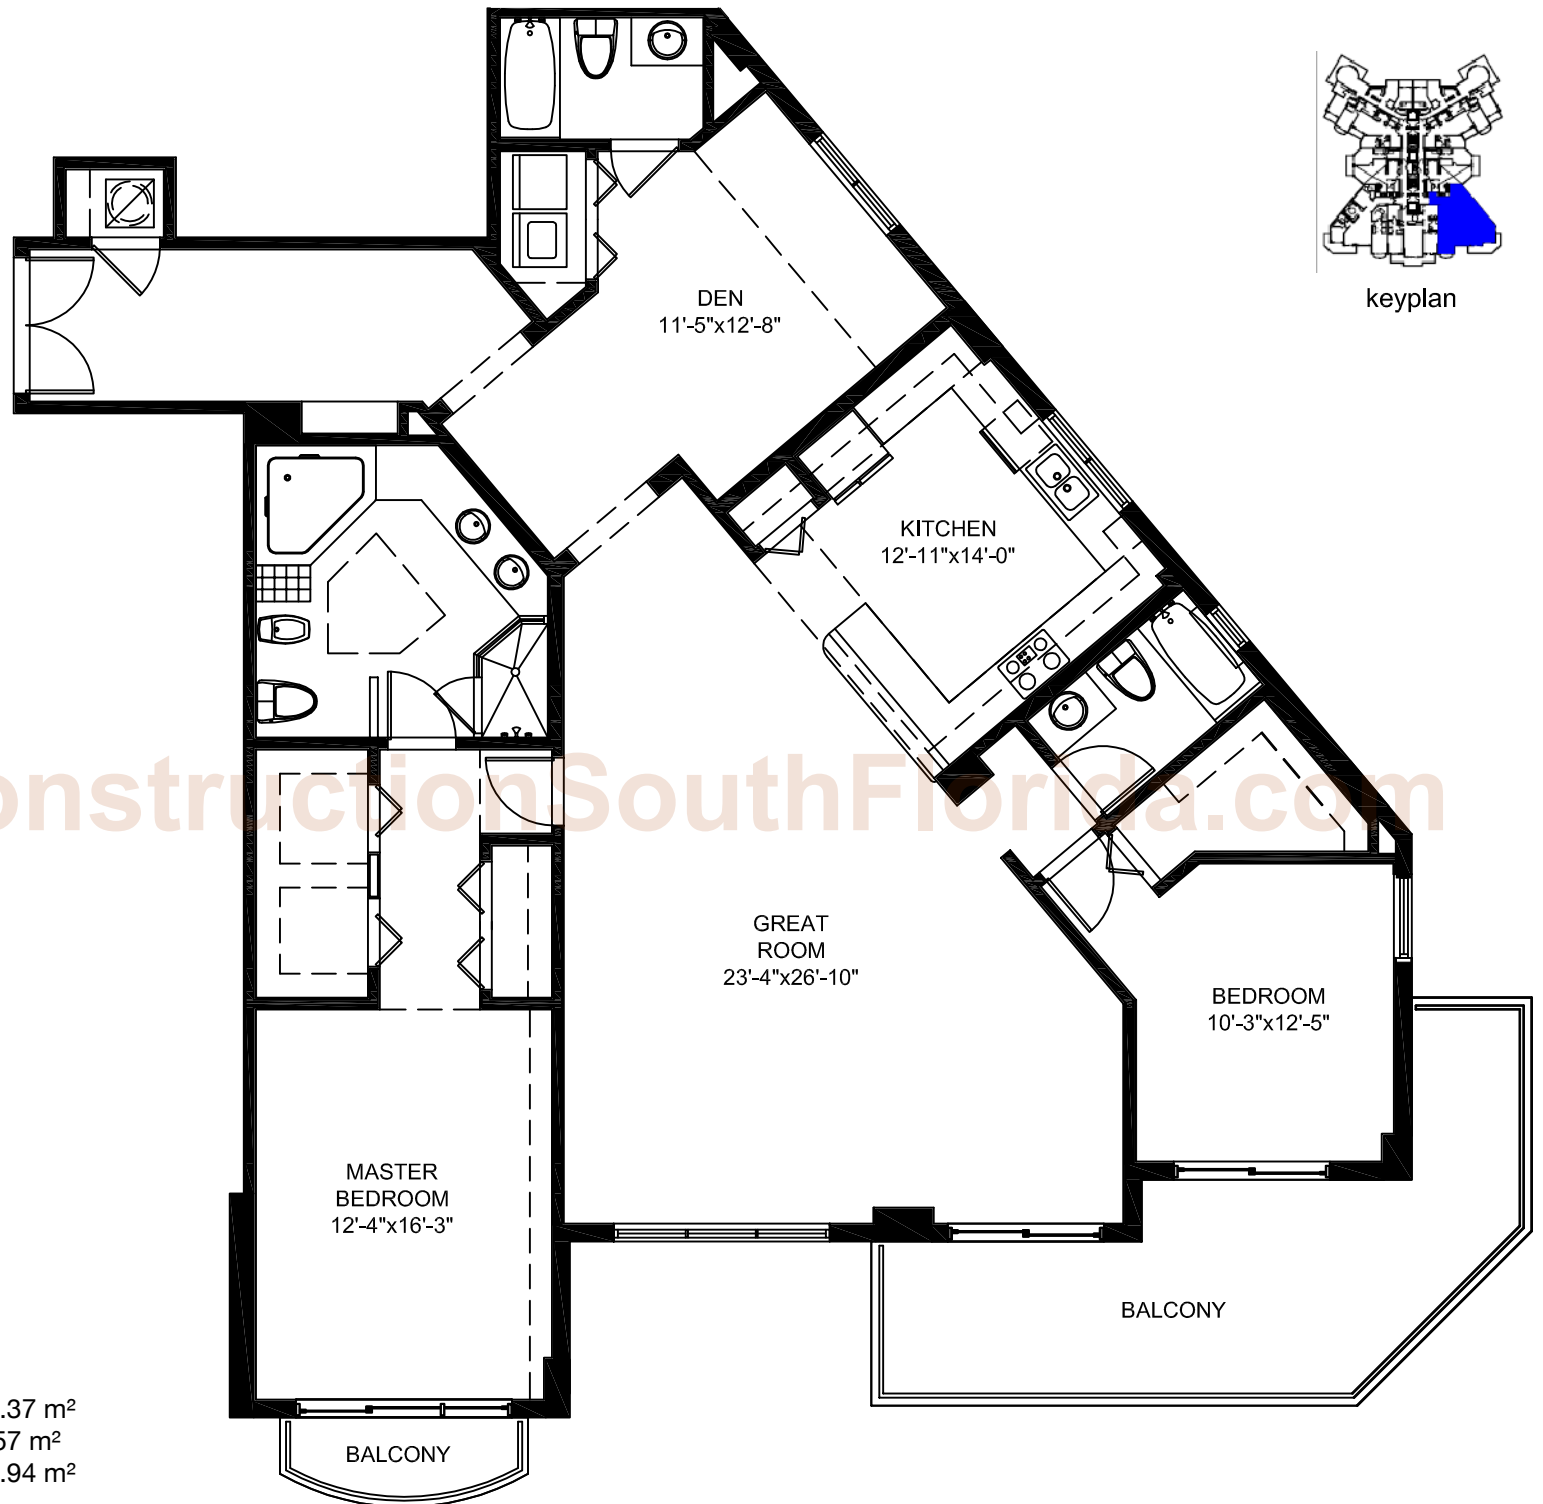 keyplan
DEN
11'-5"x12'-8"
KITCHEN
12'-11"x14'-0"
onstructionSouthFlorida.com
GREAT
ROOM
23'-4"x26'-10"
BEDROOM
10'-3"x12'-5"
MASTER
BEDROOM
12'-4"x16'-3"
BALCONY
BALCONY
.37 m²
57 m²
.94 m²